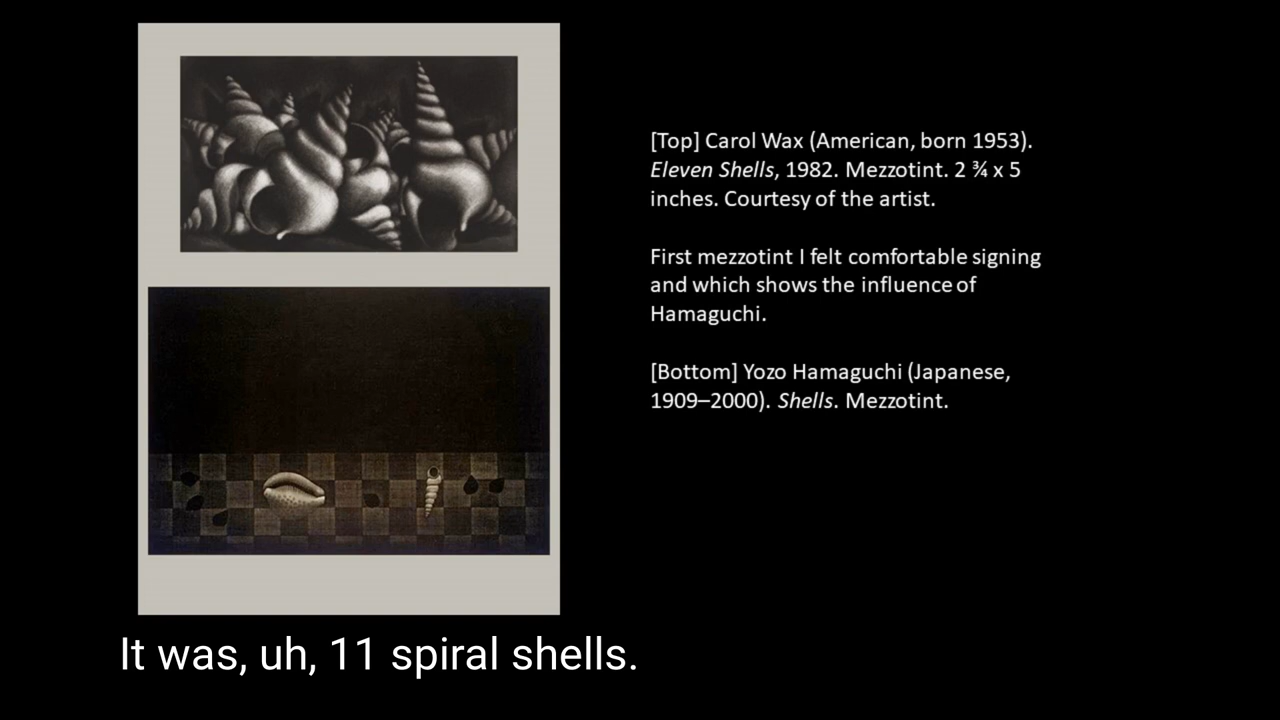 [Top] Carol Wax (American, born 1953).
Eleven Shells, 1982. Mezzotint. 2 ¾ x 5
inches. Courtesy of the artist.
First mezzotint I felt comfortable signing
and which shows the influence of
Hamaguchi.
[Bottom] Yozo Hamaguchi (Japanese,
1909–2000). Shells. Mezzotint.
It was, uh, 11 spiral shells.